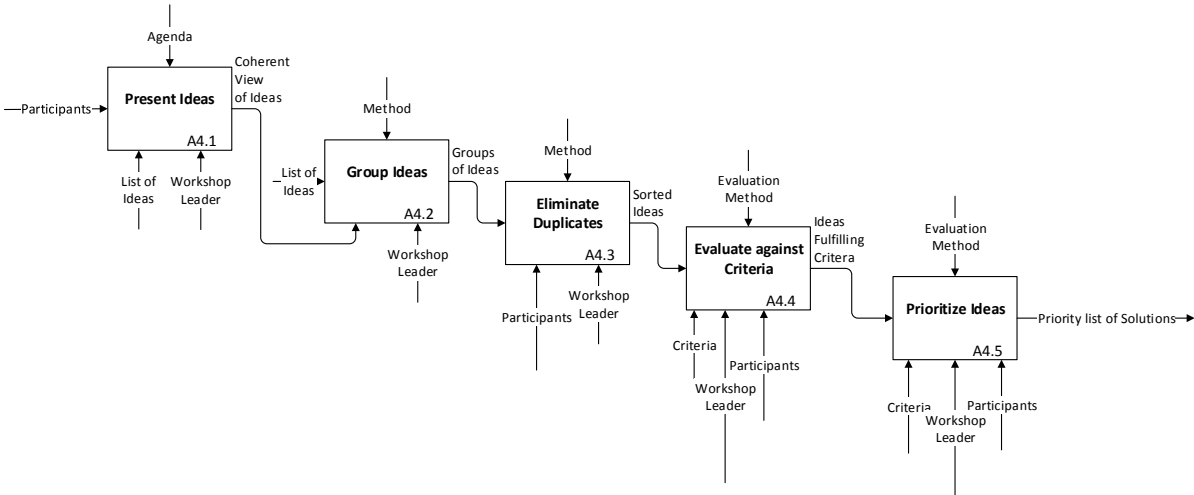 Agenda
Participants
Present Ideas
A4.1
Coherent
View
of Ideas
List of
Ideas
Workshop
Leader
Method
List of
Ideas
Group Ideas
A4.2
Groups
of Ideas
Workshop
Leader
Method
Eliminate
Duplicates
A4.3
Sorted
Ideas
Participants
Workshop
Leader
Evaluation
Method
Evaluate against
Criteria
A4.4
Ideas
Fulfilling
Critera
Criteria
Workshop
Leader
Participants
Evaluation
Method
Prioritize Ideas
A4.5
Priority list of Solutions
Criteria
Workshop
Leader
Participants